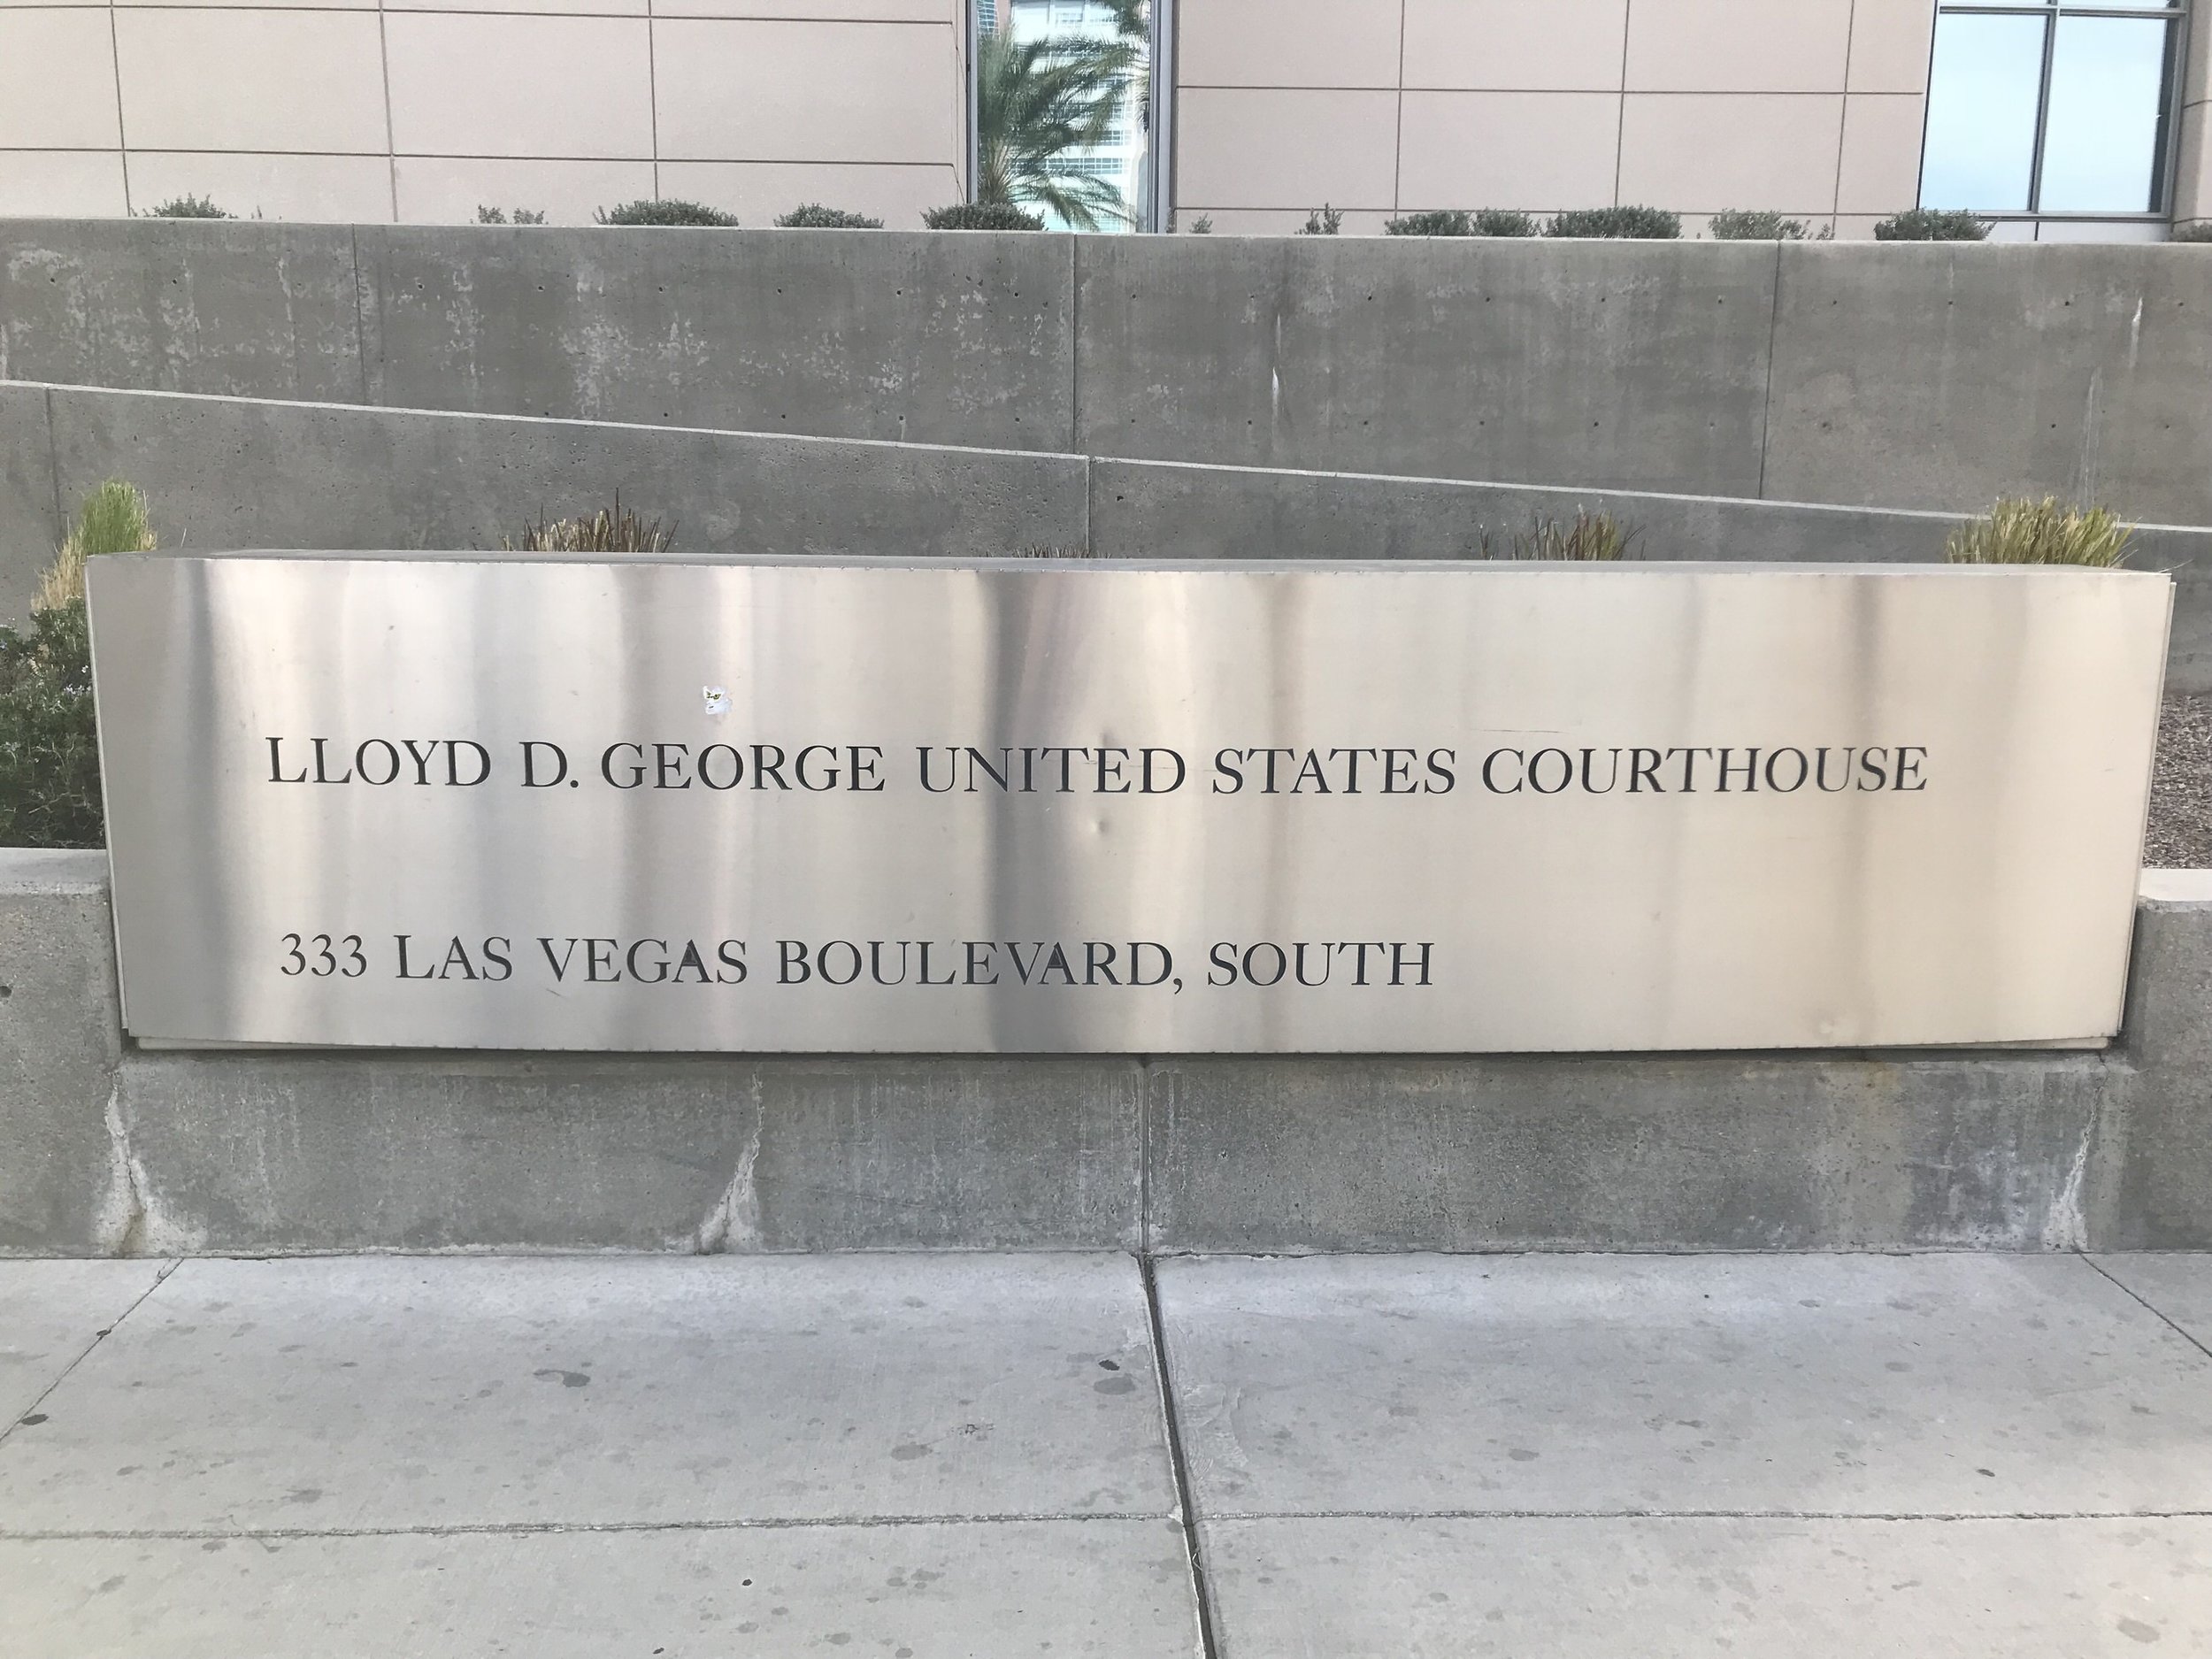 LLOYD D. GEORGE UNITED STATES COURTHOUSE
333 LAS VEGAS BOULEVARD, SOUTH